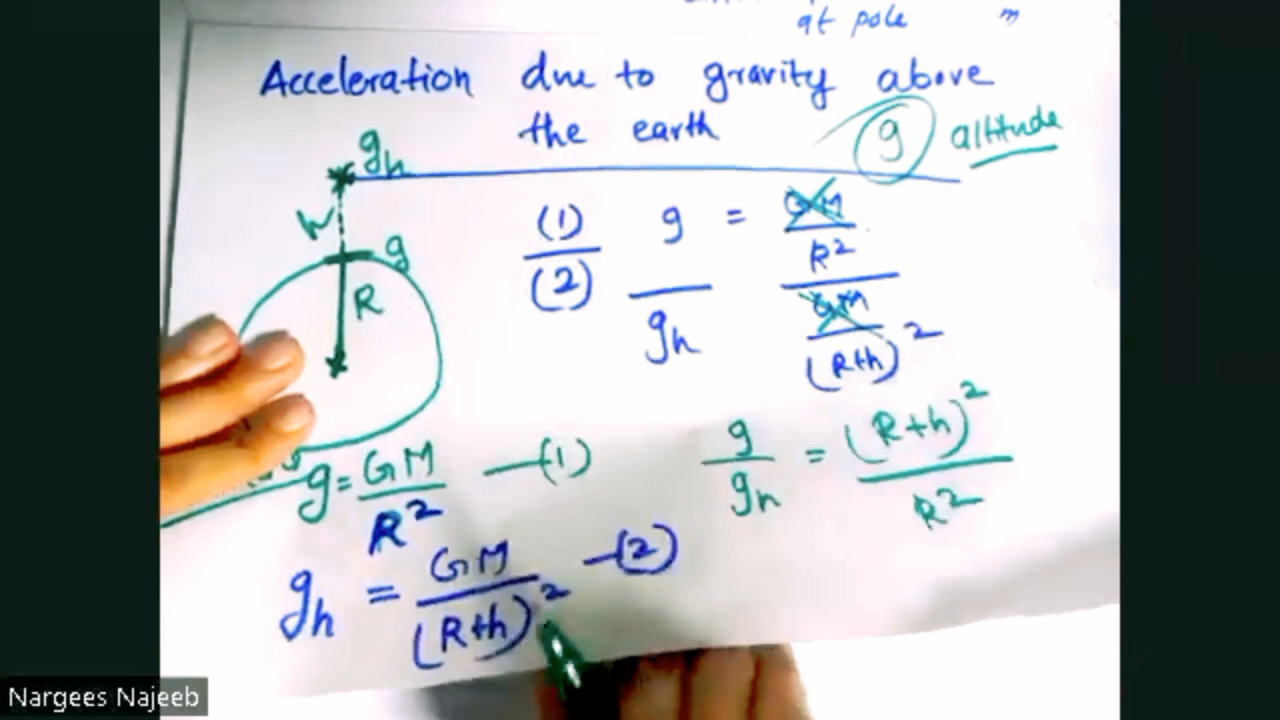 at pole m
Acceleration due to gravity above
the earth
g altitude
gh
h
g
R
(1)/(2) g/gh = GM/R² / GM/(R+h)²
g = GM/R² —(1)
g/gh = (R+h)²/R²
gh = GM/(R+h)² —(2)
Nargees Najeeb